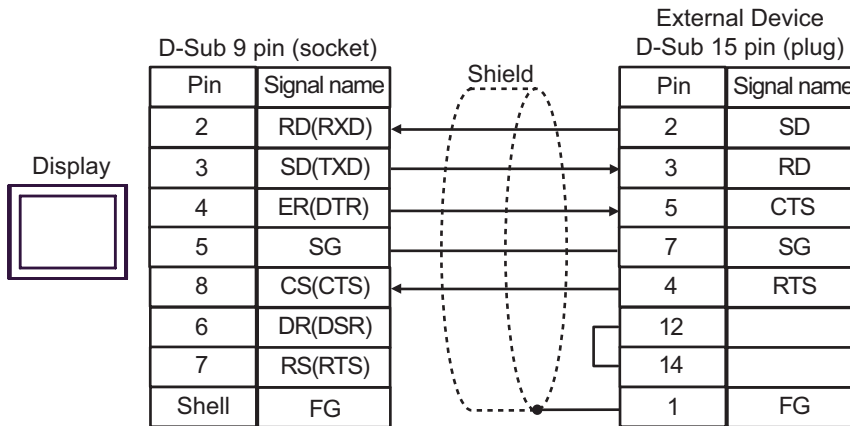 External Device
D-Sub 9 pin (socket) D-Sub 15 pin (plug)
Pin Signal name Shield Pin Signal name
2 RD(RXD) 2 SD
Display 3 SD(TXD) 3 RD
4 ER(DTR) 5 CTS
5 SG 7 SG
8 CS(CTS) 4 RTS
6 DR(DSR) 12
7 RS(RTS) 14
Shell FG 1 FG